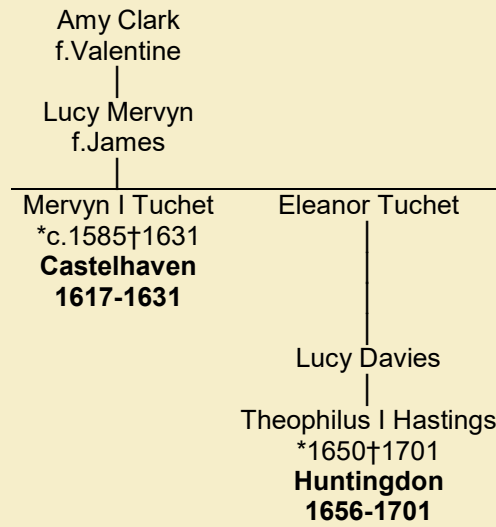 Amy Clark
f.Valentine
Lucy Mervyn
f.James
Mervyn I Tuchet
*c.1585†1631
Castelhaven
1617-1631
Eleanor Tuchet
Lucy Davies
Theophilus I Hastings
*1650†1701
Huntingdon
1656-1701